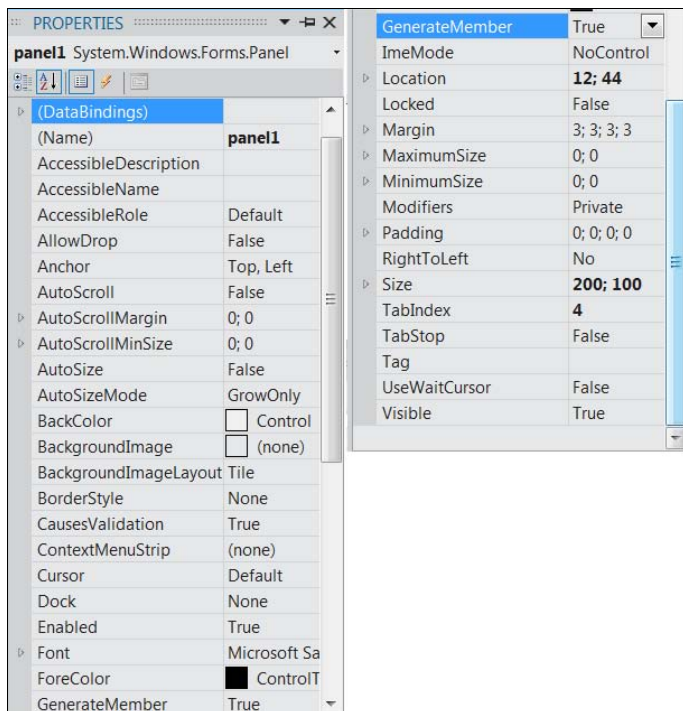 PROPERTIES
panel1 System.Windows.Forms.Panel
(DataBindings)
(Name) panel1
AccessibleDescription
AccessibleName
AccessibleRole Default
AllowDrop False
Anchor Top, Left
AutoScroll False
AutoScrollMargin 0; 0
AutoScrollMinSize 0; 0
AutoSize False
AutoSizeMode GrowOnly
BackColor Control
BackgroundImage (none)
BackgroundImageLayout Tile
BorderStyle None
CausesValidation True
ContextMenuStrip (none)
Cursor Default
Dock None
Enabled True
Font Microsoft Sa
ForeColor ControlT
GenerateMember True
GenerateMember True
ImeMode NoControl
Location 12; 44
Locked False
Margin 3; 3; 3; 3
MaximumSize 0; 0
MinimumSize 0; 0
Modifiers Private
Padding 0; 0; 0; 0
RightToLeft No
Size 200; 100
TabIndex 4
TabStop False
Tag
UseWaitCursor False
Visible True